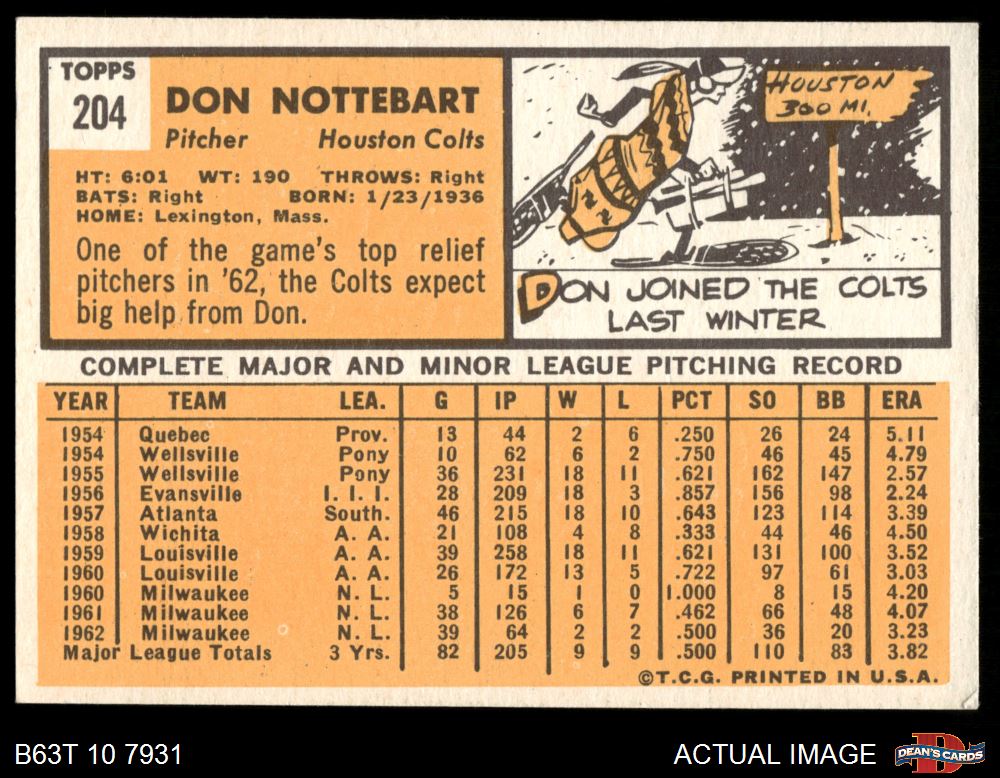 TOPPS
204
DON NOTTEBART
Pitcher Houston Colts
HT: 6:01 WT: 190 THROWS: Right
BATS: Right BORN: 1/23/1936
HOME: Lexington, Mass.
One of the game's top relief
pitchers in '62, the Colts expect
big help from Don.
HOUSTON
300 MI.
DON JOINED THE COLTS
LAST WINTER
COMPLETE MAJOR AND MINOR LEAGUE PITCHING RECORD
YEAR TEAM LEA. G IP W L PCT SO BB ERA
1954 Quebec Prov. 13 44 2 6 .250 26 24 5.11
1954 Wellsville Pony 10 62 6 2 .750 46 45 4.79
1955 Wellsville Pony 36 231 18 11 .621 162 147 2.57
1956 Evansville I. I. I. 28 209 18 3 .857 156 98 2.24
1957 Atlanta South. 46 215 18 10 .643 123 114 3.39
1958 Wichita A. A. 21 108 4 8 .333 44 46 4.50
1959 Louisville A. A. 39 258 18 11 .621 131 100 3.52
1960 Louisville A. A. 26 172 13 5 .722 97 61 3.03
1960 Milwaukee N. L. 5 15 1 0 1.000 8 15 4.20
1961 Milwaukee N. L. 38 126 6 7 .462 66 48 4.07
1962 Milwaukee N. L. 39 64 2 2 .500 36 20 3.23
Major League Totals 3 Yrs. 82 205 9 9 .500 110 83 3.82
©T.C.G. PRINTED IN U.S.A.
B63T 10 7931
ACTUAL IMAGE
D
DEAN'S CARDS